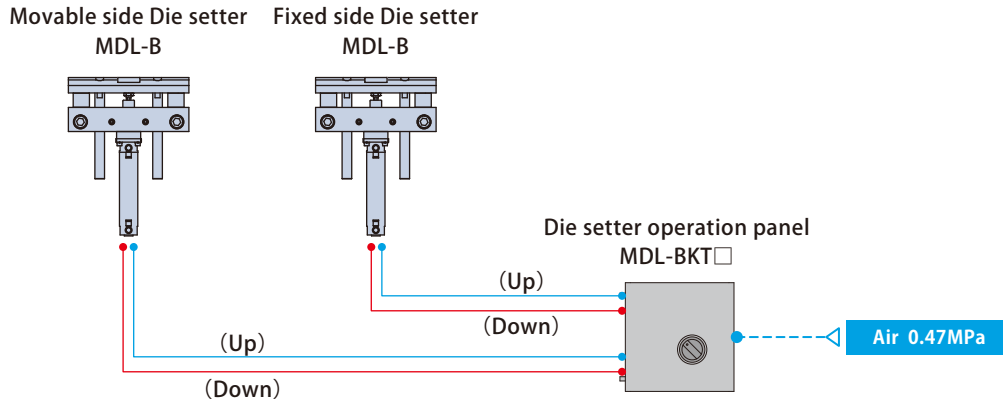 Movable side Die setter
MDL-B
Fixed side Die setter
MDL-B
Die setter operation panel
MDL-BKT□
（Up）
（Down）
Air 0.47MPa
（Up）
（Down）